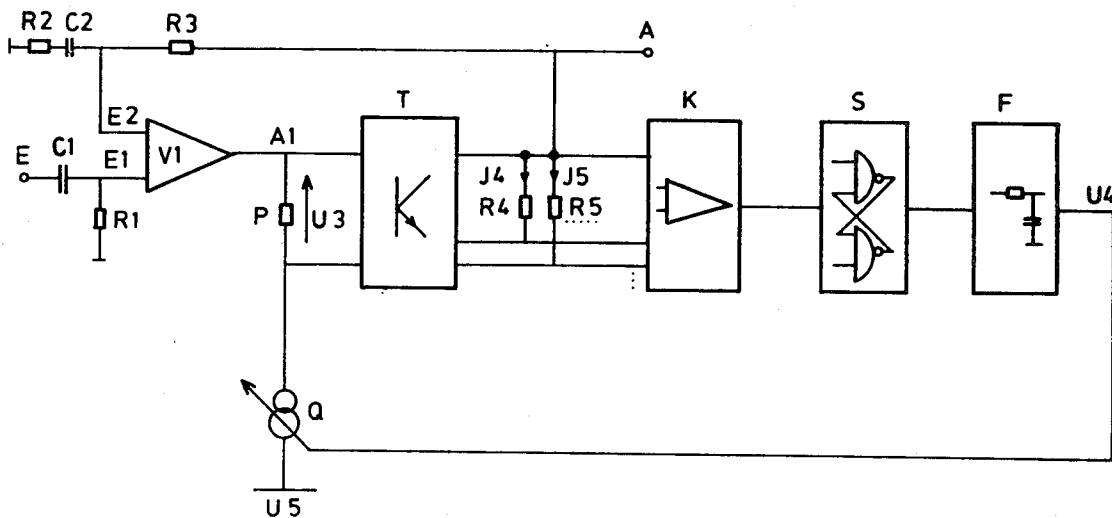 R2 C2 R3 A
T K S F
E2
E C1 E1 V1 A1
J4 J5
R4 R5
U4
P U3
R1
Q
U5